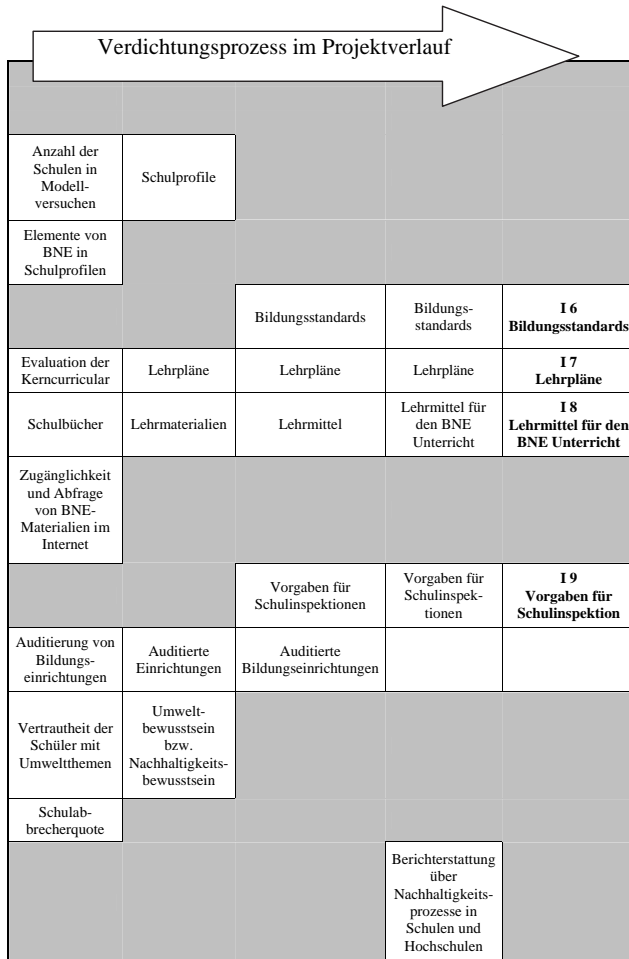 Verdichtungsprozess im Projektverlauf
Anzahl der
Schulen in
Modell-
versuchen
Schulprofile
Elemente von
BNE in
Schulprofilen
Bildungsstandards
Bildungs-
standards
I 6
Bildungsstandards
Evaluation der
Kerncurricular
Lehrpläne
Lehrpläne
Lehrpläne
I 7
Lehrpläne
Schulbücher
Lehrmaterialien
Lehrmittel
Lehrmittel für
den BNE
Unterricht
I 8
Lehrmittel für den
BNE Unterricht
Zugänglichkeit
und Abfrage
von BNE-
Materialien im
Internet
Vorgaben für
Schulinspektionen
Vorgaben für
Schulinspek-
tionen
I 9
Vorgaben für
Schulinspektion
Auditierung von
Bildungs-
einrichtungen
Auditierte
Einrichtungen
Auditierte
Bildungseinrichtungen
Vertrautheit der
Schüler mit
Umweltthemen
Umwelt-
bewusstsein
bzw.
Nachhaltigkeits-
bewusstsein
Schulab-
brecherquote
Berichterstattung
über
Nachhaltigkeits-
prozesse in
Schulen und
Hochschulen